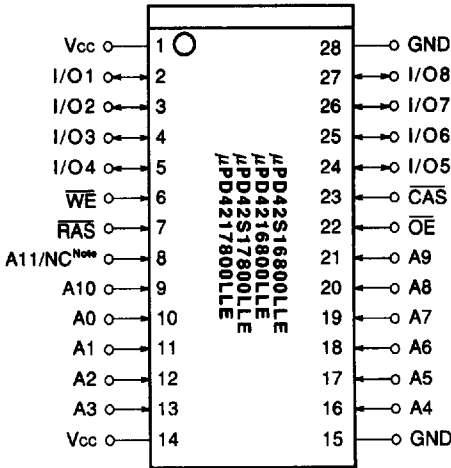 Vcc 1 28 GND
I/O1 2 27 I/O8
I/O2 3 26 I/O7
I/O3 4 25 I/O6
I/O4 5 24 I/O5
WE 6 23 CAS
RAS 7 22 OE
A11/NC Note 8 21 A9
A10 9 20 A8
A0 10 19 A7
A1 11 18 A6
A2 12 17 A5
A3 13 16 A4
Vcc 14 15 GND
μPD42S16800LLE
μPD4216800LLE
μPD42S17800LLE
μPD4217800LLE